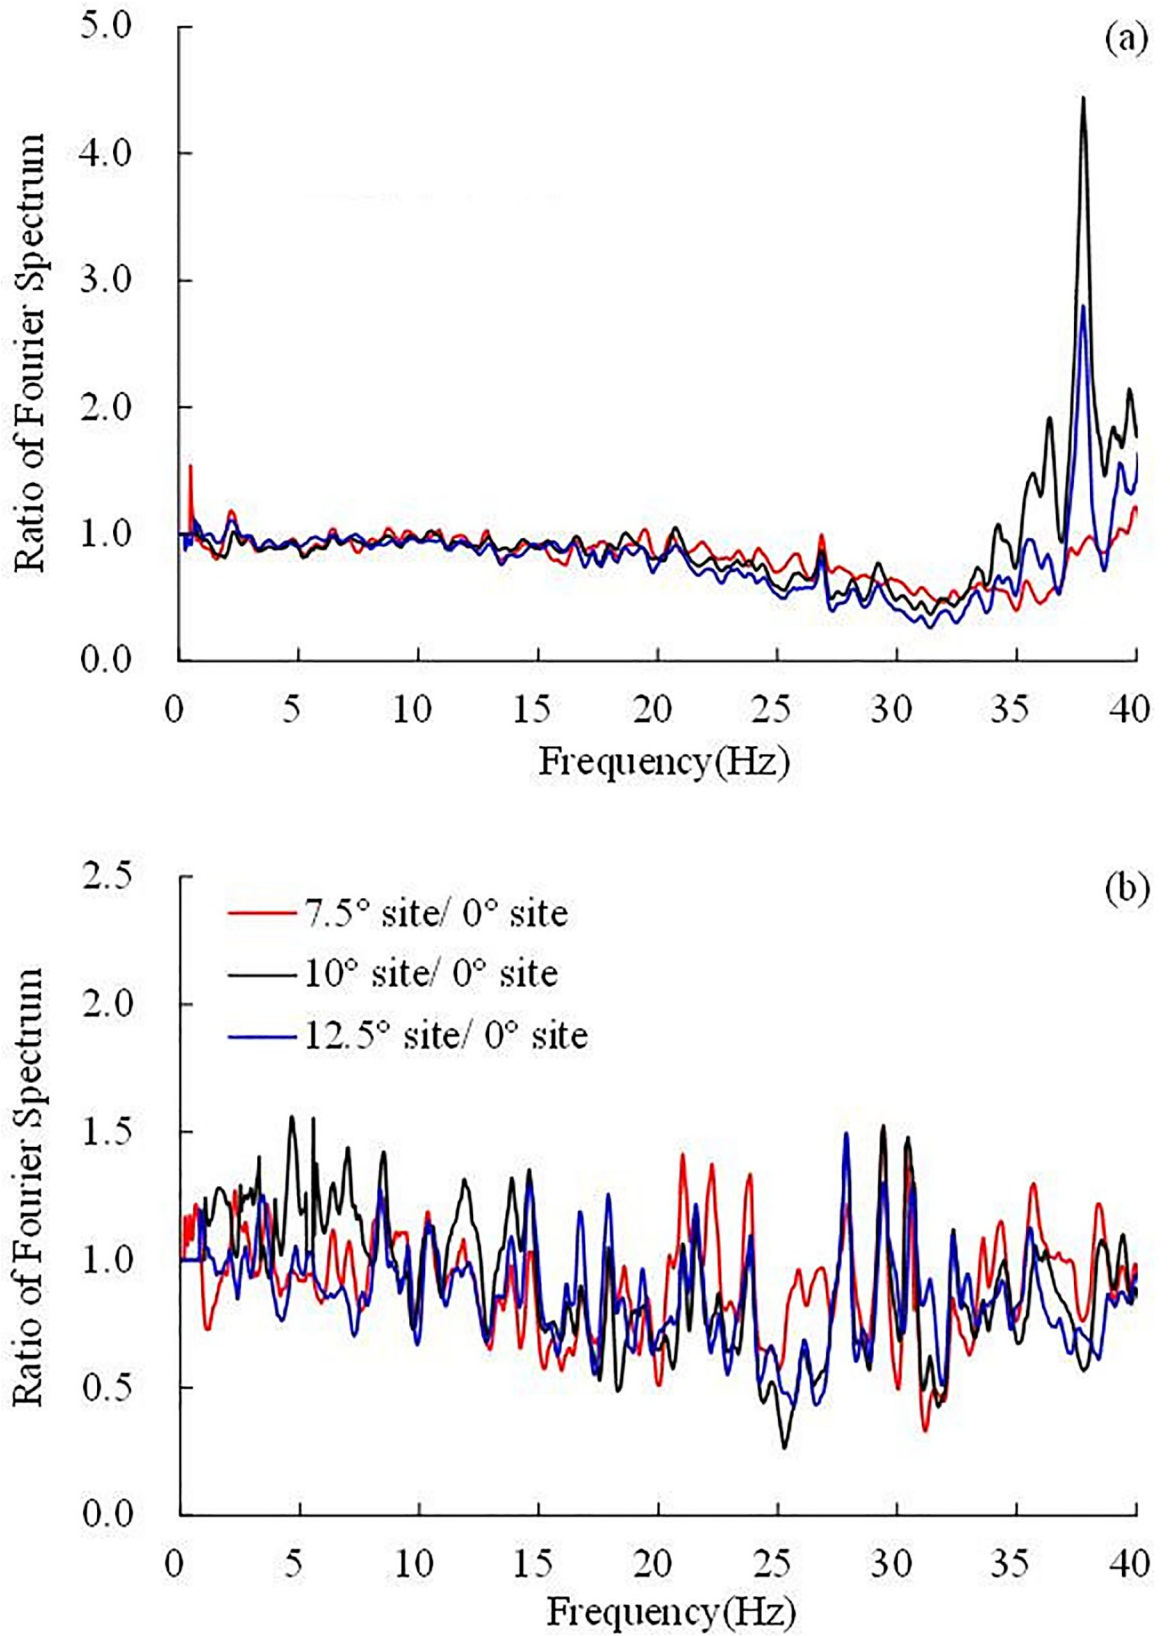 (a)
Ratio of Fourier Spectrum
5.0
4.0
3.0
2.0
1.0
0.0
0 5 10 15 20 25 30 35 40
Frequency(Hz)
(b)
Ratio of Fourier Spectrum
2.5
2.0
1.5
1.0
0.5
0.0
7.5° site/ 0° site
10° site/ 0° site
12.5° site/ 0° site
0 5 10 15 20 25 30 35 40
Frequency(Hz)